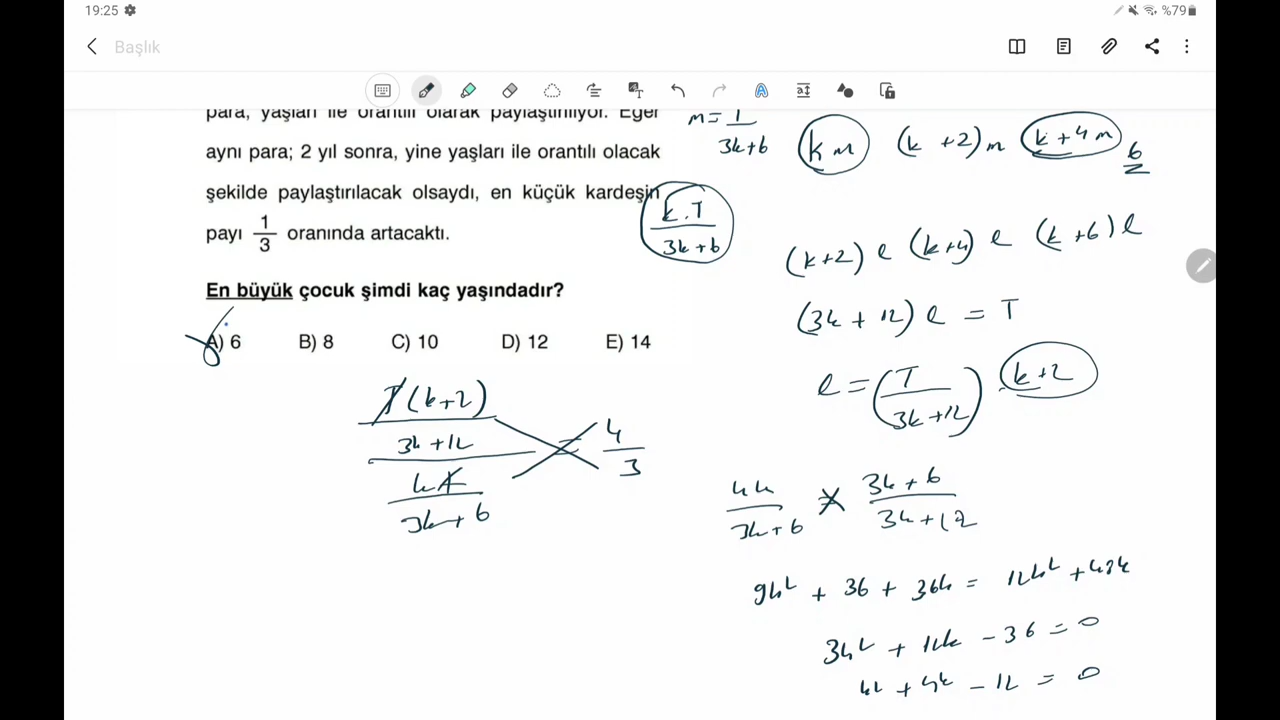 19:25 %79
Başlık
para, yaşları ile orantılı olarak paylaştırılıyor. Eğer
aynı para; 2 yıl sonra, yine yaşları ile orantılı olacak
şekilde paylaştırılacak olsaydı, en küçük kardeşin
payı 1/3 oranında artacaktı.
En büyük çocuk şimdi kaç yaşındadır?
A) 6 B) 8 C) 10 D) 12 E) 14
T(k+2)
3k+12
kT
3k+6
= 4/3
m = T/3k+6
km (k+2)m k+4m 6
k.T
3k+6
(k+2)l (k+4)l (k+6)l
(3k+12)l = T
l = (T/3k+12) k+2
4k/3k+6 3k+6/3k+12
9k² + 36 + 36k = 12k² + 48k
3k² + 12k - 36 = 0
k² + 4k - 12 = 0